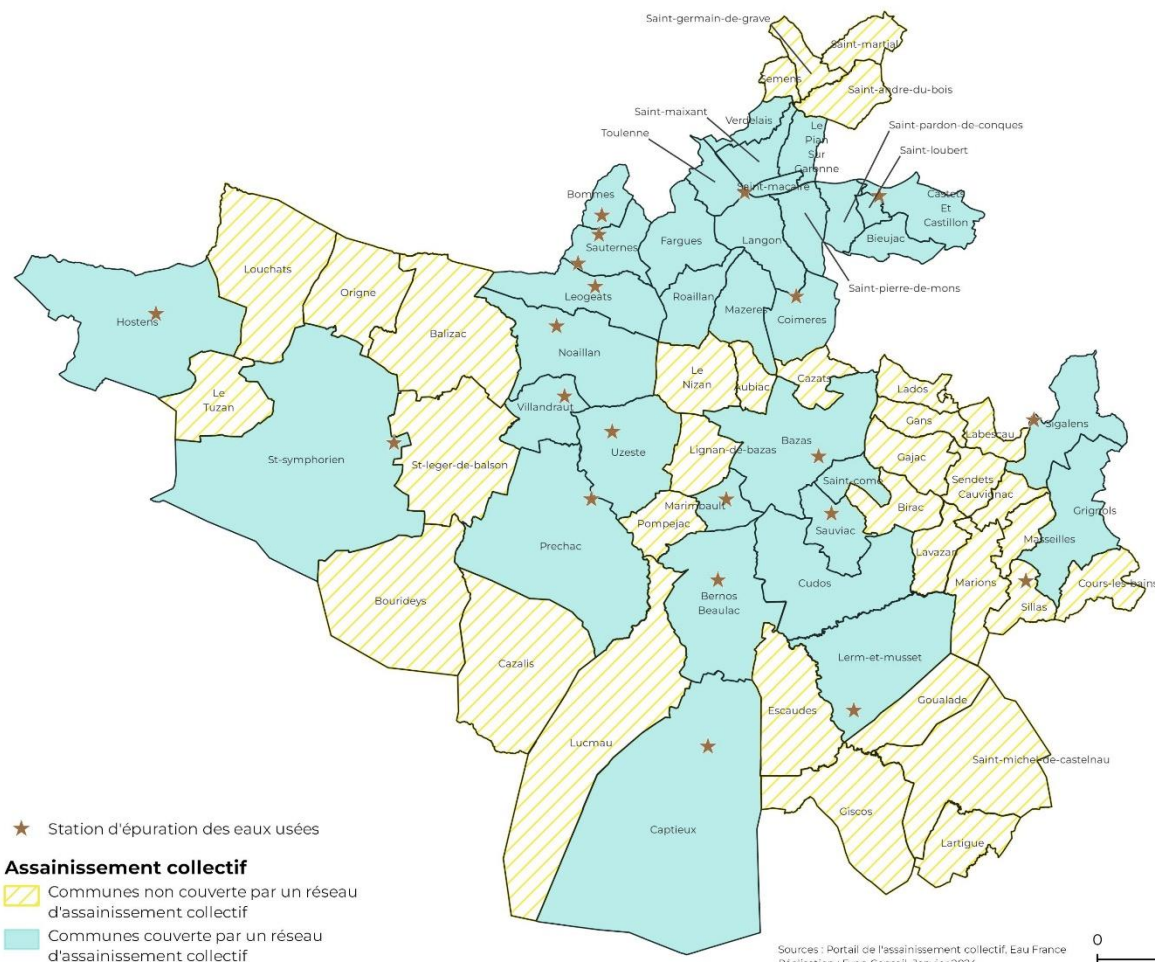 Saint-germain-de-grave
Saint-martial
Semens
Saint-andre-du-bois
Saint-maixant
Verdelais
Le
Pian
Sur
Garonne
Saint-pardon-de-conques
Toulenne
Saint-loubert
Saint-macaire
Bommes
Castets
Et
Castillon
Sauternes
Fargues
Langon
Bieujac
Louchats
Origne
Leogeats
Roaillan
Mazeres
Saint-pierre-de-mons
Coimeres
Hostens
Balizac
Noaillan
Le
Nizan
Aubiac
Cazats
Le
Tuzan
Lados
Villandraut
Gans
Labescau
Sigalens
St-symphorien
St-leger-de-balson
Uzeste
Lignan-de-bazas
Bazas
Gajac
Saint-come
Sendets
Cauvignac
Marimbault
Birac
Grignols
Pompejac
Sauviac
Prechac
Lavazan
Masseilles
Bourideys
Bernos
Beaulac
Cudos
Marions
Cours-les-bains
Sillas
Cazalis
Lerm-et-musset
Escaudes
Goualade
Lucmau
Saint-michel-de-castelnau
Giscos
Captieux
Lartigue
Station d'épuration des eaux usées
Assainissement collectif
Communes non couverte par un réseau
d'assainissement collectif
Communes couverte par un réseau
d'assainissement collectif
0
Sources : Portail de l'assainissement collectif, Eau France